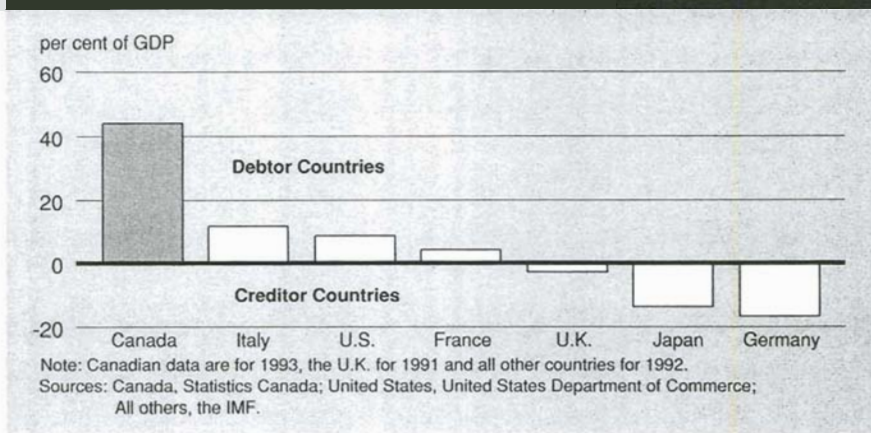 per cent of GDP
60
40
Debtor Countries
20
0
Creditor Countries
-20
Canada Italy U.S. France U.K. Japan Germany
Note: Canadian data are for 1993, the U.K. for 1991 and all other countries for 1992.
Sources: Canada, Statistics Canada; United States, United States Department of Commerce;
All others, the IMF.